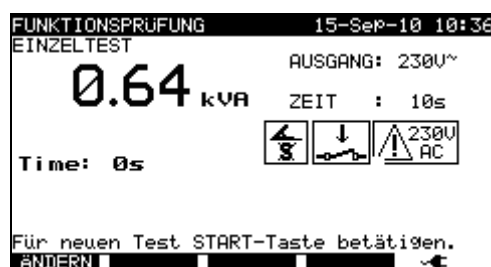 FUNKTIONSPRÜFUNG 15-Sep-10 10:36
EINZELTEST
AUSGANG: 230V~
0.64 kVA
ZEIT : 10s
230V
AC
Time: 0s
Für neuen Test START-Taste betätigen.
ÄNDERN